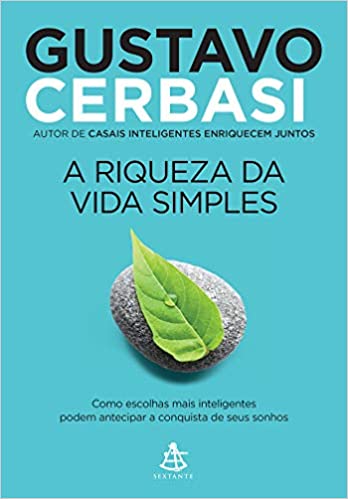 GUSTAVO
CERBASI
AUTOR DE CASAIS INTELIGENTES ENRIQUECEM JUNTOS
A RIQUEZA DA
VIDA SIMPLES
Como escolhas mais inteligentes
podem antecipar a conquista de seus sonhos
SEXTANTE